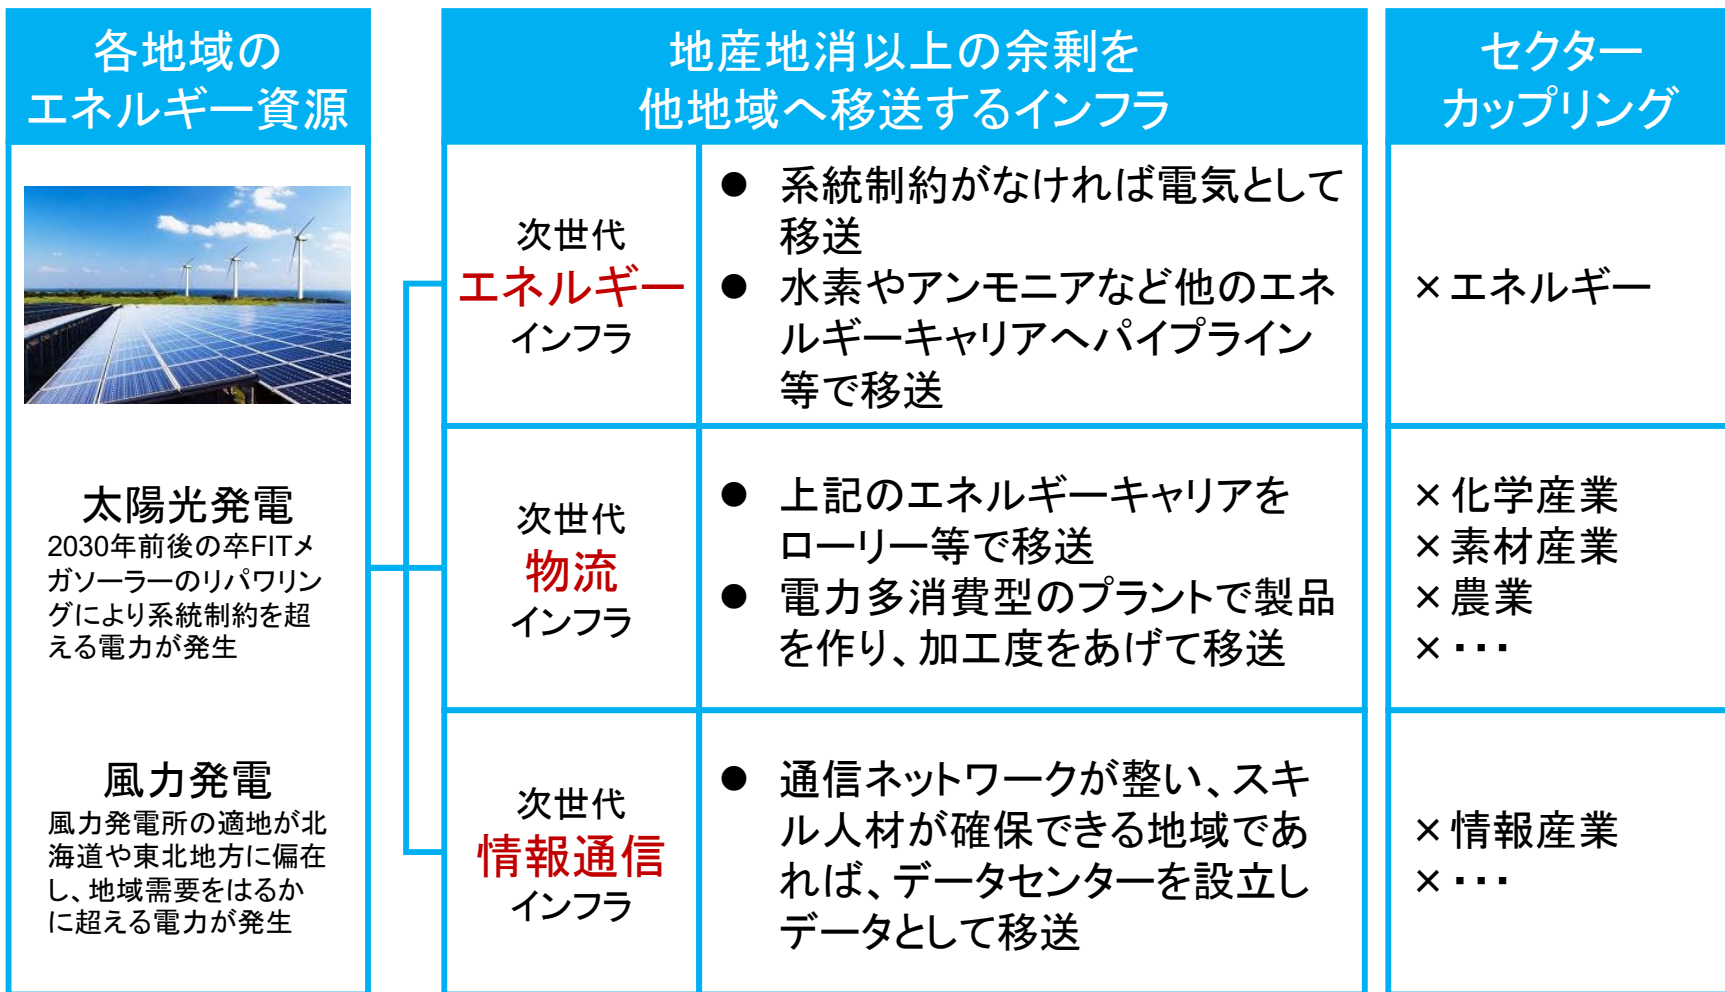 各地域の
エネルギー資源
太陽光発電
2030年前後の卒FITメ
ガソーラーのリパワリン
グにより系統制約を超
える電力が発生
風力発電
風力発電所の適地が北
海道や東北地方に偏在
し、地域需要をはるか
に超える電力が発生
地産地消以上の余剰を
他地域へ移送するインフラ
次世代
エネルギー
インフラ
● 系統制約がなければ電気として
移送
● 水素やアンモニアなど他のエネ
ルギーキャリアへパイプライン
等で移送
次世代
物流
インフラ
● 上記のエネルギーキャリアを
ローリー等で移送
● 電力多消費型のプラントで製品
を作り、加工度をあげて移送
次世代
情報通信
インフラ
● 通信ネットワークが整い、スキ
ル人材が確保できる地域であ
れば、データセンターを設立し
データとして移送
セクター
カップリング
×エネルギー
×化学産業
×素材産業
×農業
×・・・
×情報産業
×・・・